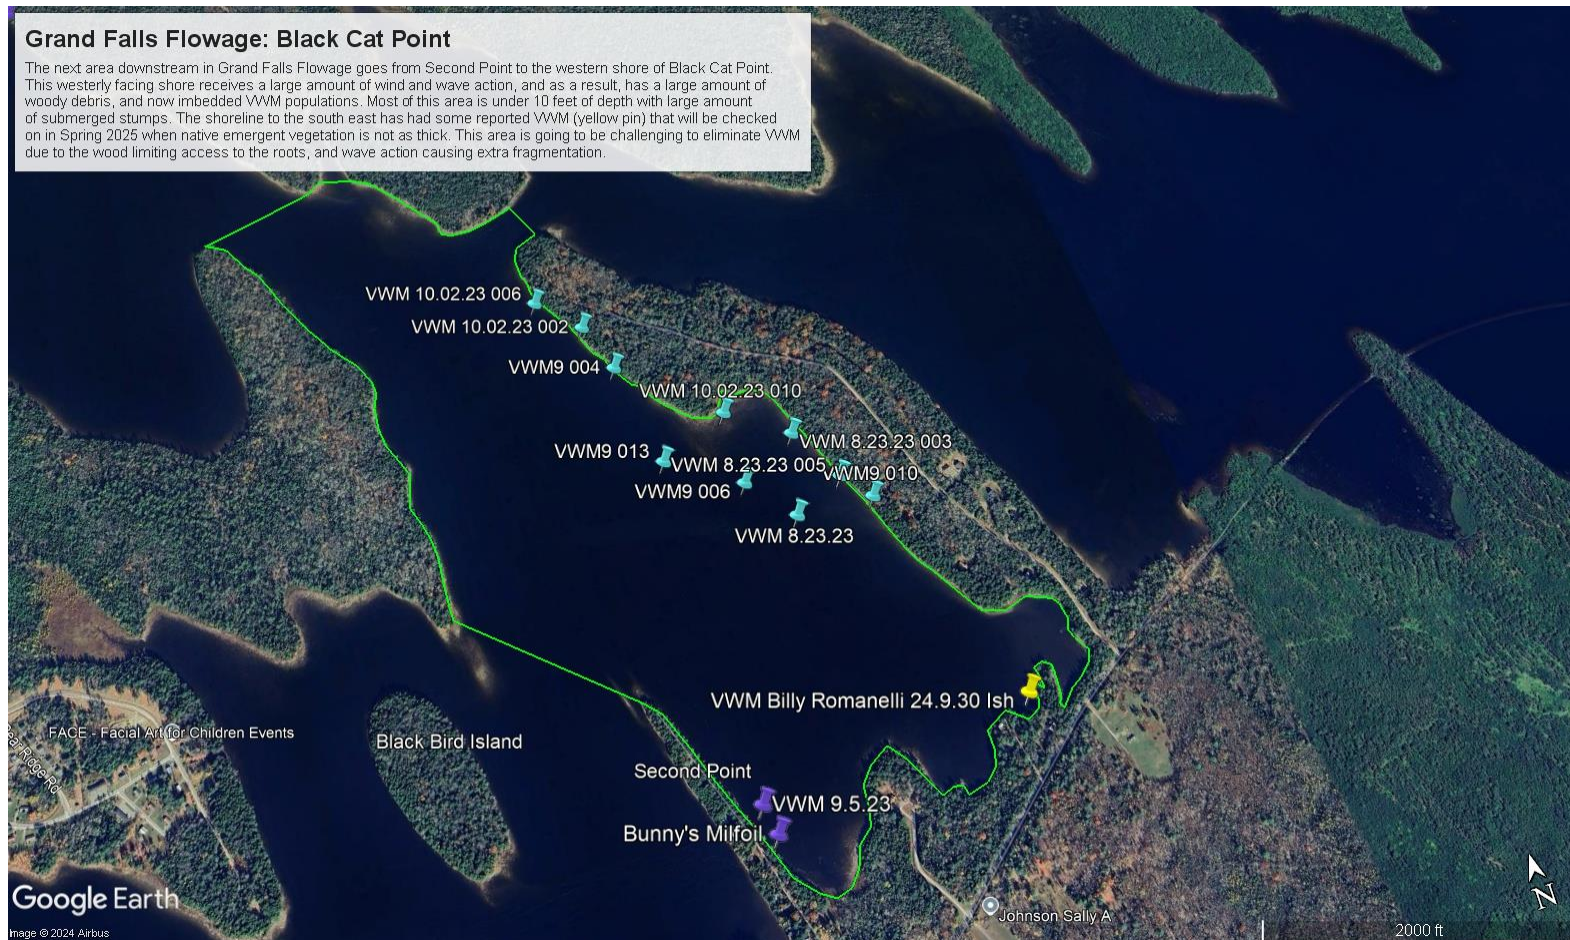 Grand Falls Flowage: Black Cat Point
The next area downstream in Grand Falls Flowage goes from Second Point to the western shore of Black Cat Point.
This westerly facing shore receives a large amount of wind and wave action, and as a result, has a large amount of
woody debris, and now imbedded VWM populations. Most of this area is under 10 feet of depth with large amount
of submerged stumps. The shoreline to the south east has had some reported VWM (yellow pin) that will be checked
on in Spring 2025 when native emergent vegetation is not as thick. This area is going to be challenging to eliminate VWM
due to the wood limiting access to the roots, and wave action causing extra fragmentation.
VWM 10.02.23 006
VWM 10.02.23 002
VWM9 004
VWM 10.02.23 010
VWM 8.23.23 003
VWM9 013
VWM 8.23.23 005
VWM9 010
VWM9 006
VWM 8.23.23
VWM Billy Romanelli 24.9.30 Ish
FACE - Facial Art for Children Events
Ridge Rd
Black Bird Island
Second Point
VWM 9.5.23
Bunny's Milfoil
Google Earth
Image © 2024 Airbus
Johnson Sally A
N
2000 ft